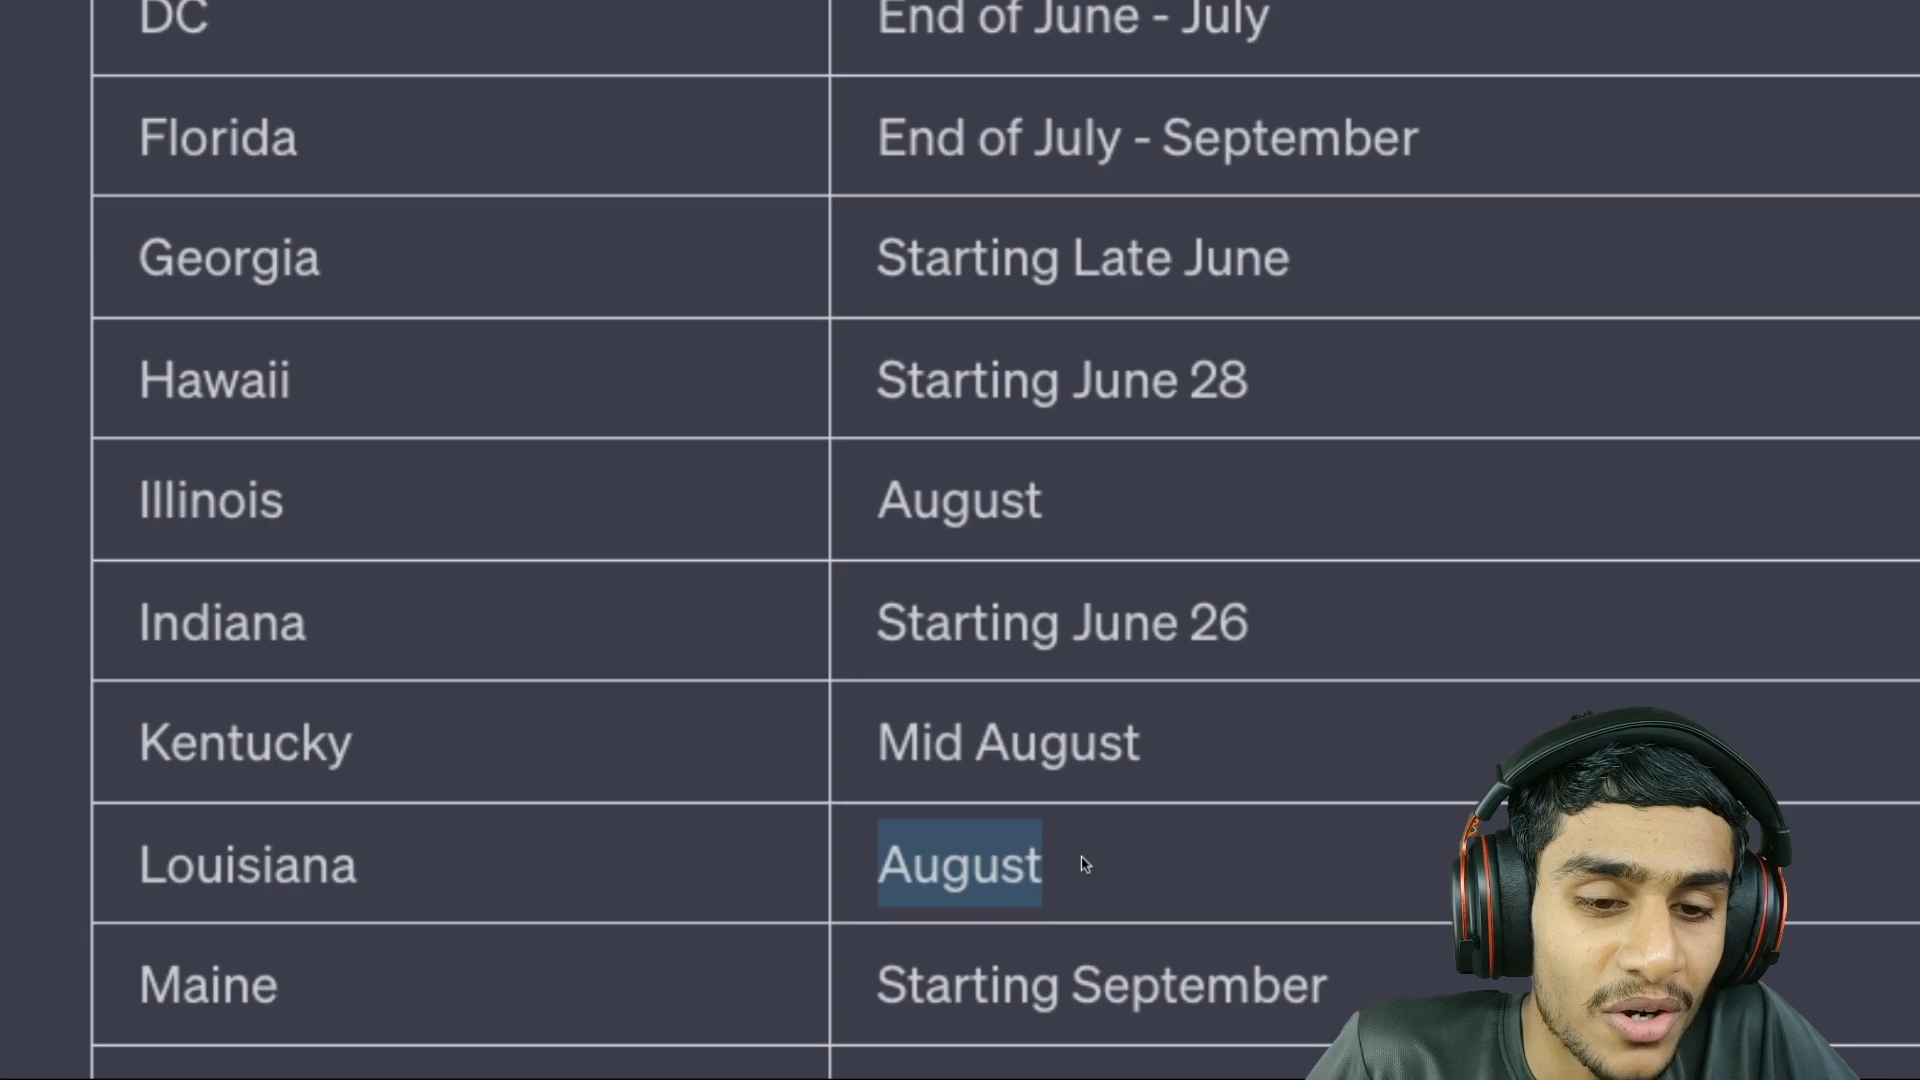 DC End of June - July
Florida End of July - September
Georgia Starting Late June
Hawaii Starting June 28
Illinois August
Indiana Starting June 26
Kentucky Mid August
Louisiana August
Maine Starting September